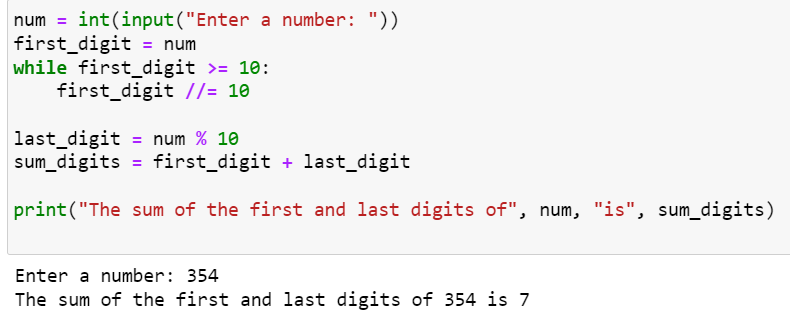 num = int(input("Enter a number: "))
first_digit = num
while first_digit >= 10:
    first_digit //= 10
last_digit = num % 10
sum_digits = first_digit + last_digit
print("The sum of the first and last digits of", num, "is", sum_digits)
Enter a number: 354
The sum of the first and last digits of 354 is 7